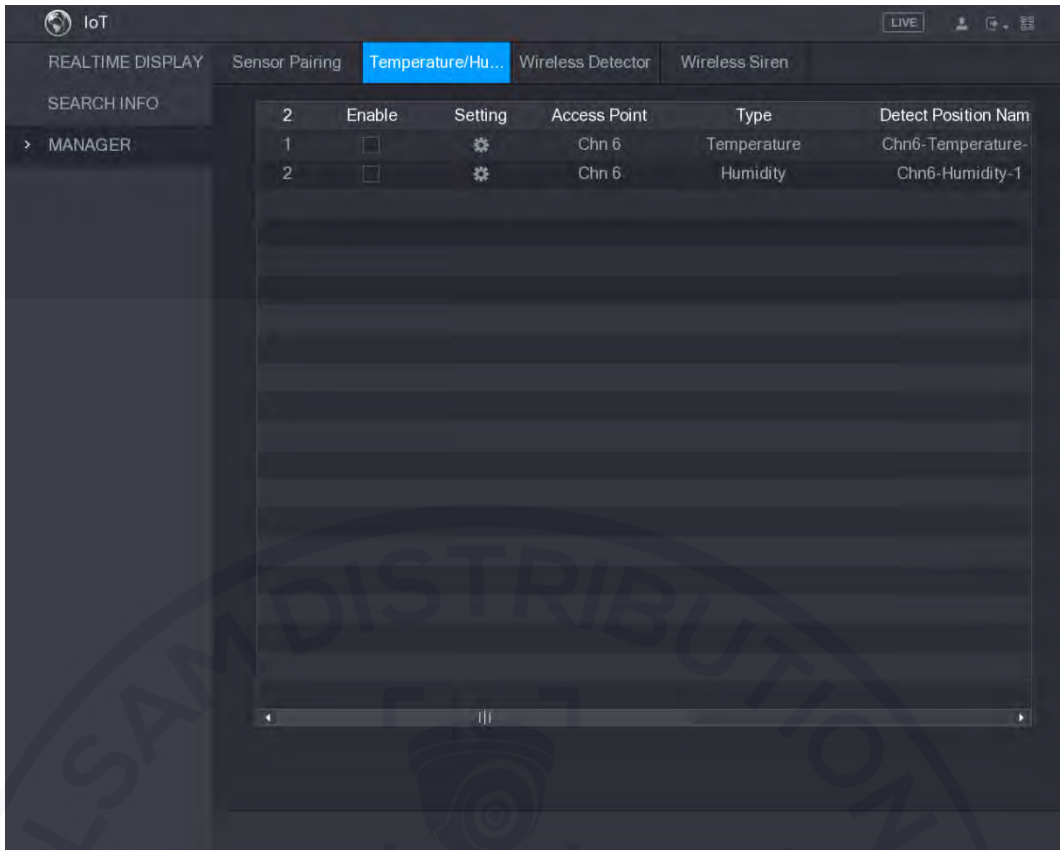 IoT LIVE
REALTIME DISPLAY
SEARCH INFO
> MANAGER
Sensor Pairing Temperature/Hu... Wireless Detector Wireless Siren
2 Enable Setting Access Point Type Detect Position Nam
1 Chn 6 Temperature Chn6-Temperature-
2 Chn 6 Humidity Chn6-Humidity-1
LSAMDISTRIBUTION